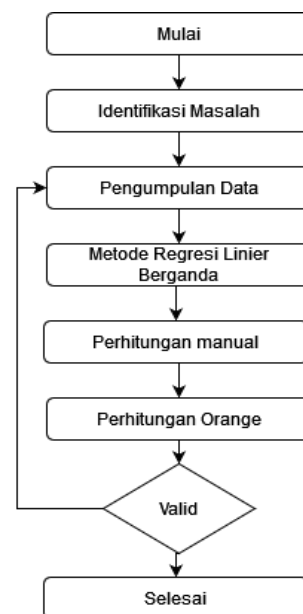 Mulai
Identifikasi Masalah
Pengumpulan Data
Metode Regresi Linier
Berganda
Perhitungan manual
Perhitungan Orange
Valid
Selesai